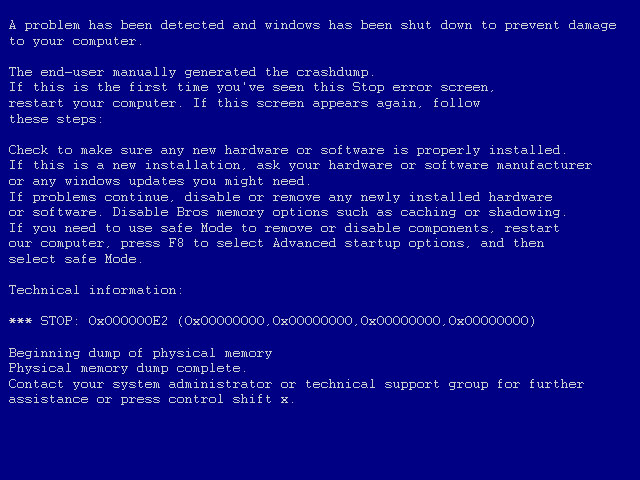 A problem has been detected and windows has been shut down to prevent damage
to your computer.
The end-user manually generated the crashdump.
If this is the first time you've seen this Stop error screen,
restart your computer. If this screen appears again, follow
these steps:
Check to make sure any new hardware or software is properly installed.
If this is a new installation, ask your hardware or software manufacturer
or any windows updates you might need.
If problems continue, disable or remove any newly installed hardware
or software. Disable Bros memory options such as caching or shadowing.
If you need to use safe Mode to remove or disable components, restart
our computer, press F8 to select Advanced startup options, and then
select safe Mode.
Technical information:
*** STOP: 0x000000E2 (0x00000000,0x00000000,0x00000000,0x00000000)
Beginning dump of physical memory
Physical memory dump complete.
Contact your system administrator or technical support group for further
assistance or press control shift x.